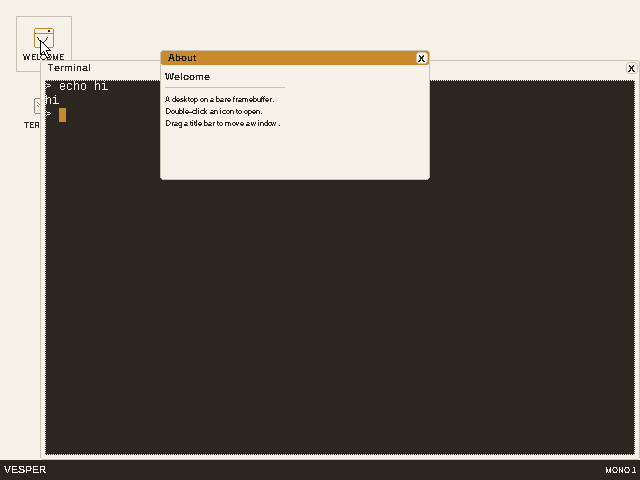 WELCOME
TER
Terminal
X
> echo hi
hi
>
About
X
Welcome
A desktop on a bare framebuffer.
Double-click an icon to open.
Drag a title bar to move a window.
VESPER
MONO 1